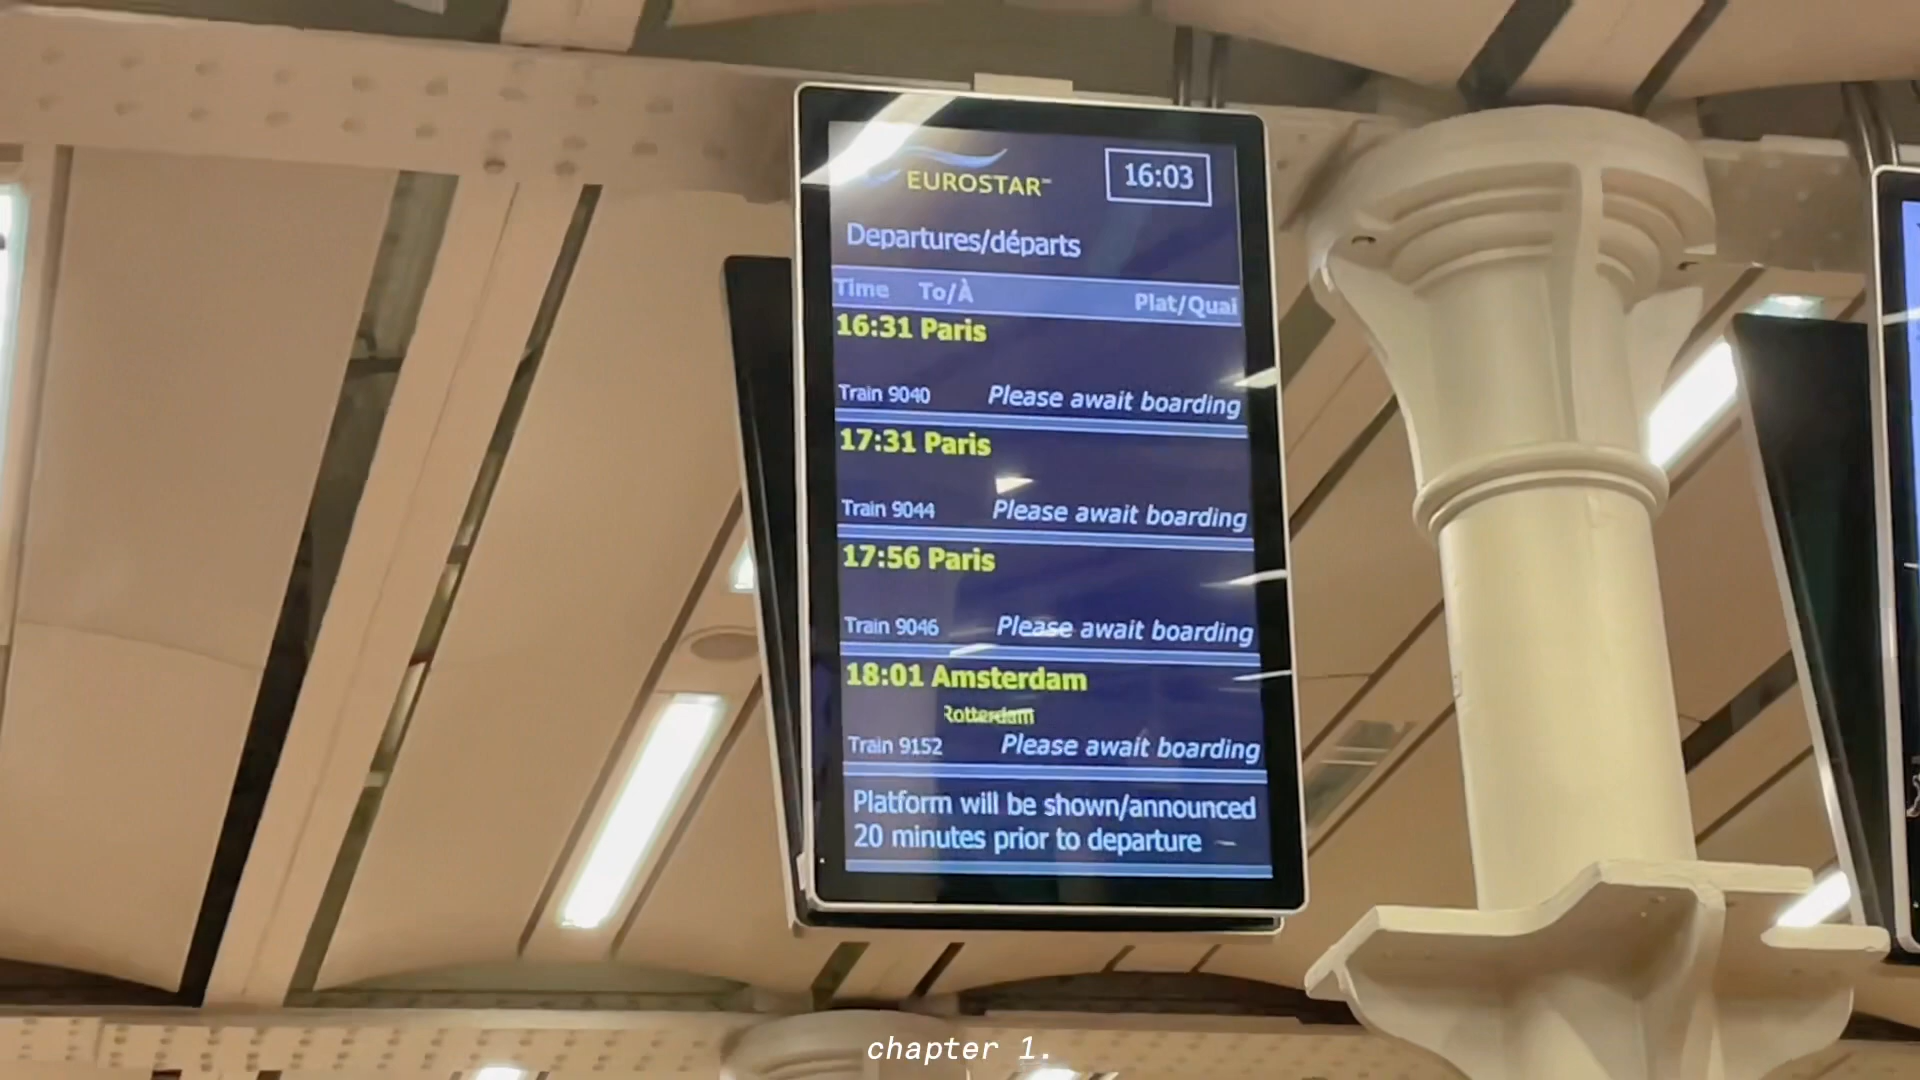 EUROSTAR™
16:03
Departures/départs
Time To/À Plat/Quai
16:31 Paris
Train 9040 Please await boarding
17:31 Paris
Train 9044 Please await boarding
17:56 Paris
Train 9046 Please await boarding
18:01 Amsterdam
Rotterdam
Train 9152 Please await boarding
Platform will be shown/announced
20 minutes prior to departure
chapter 1.